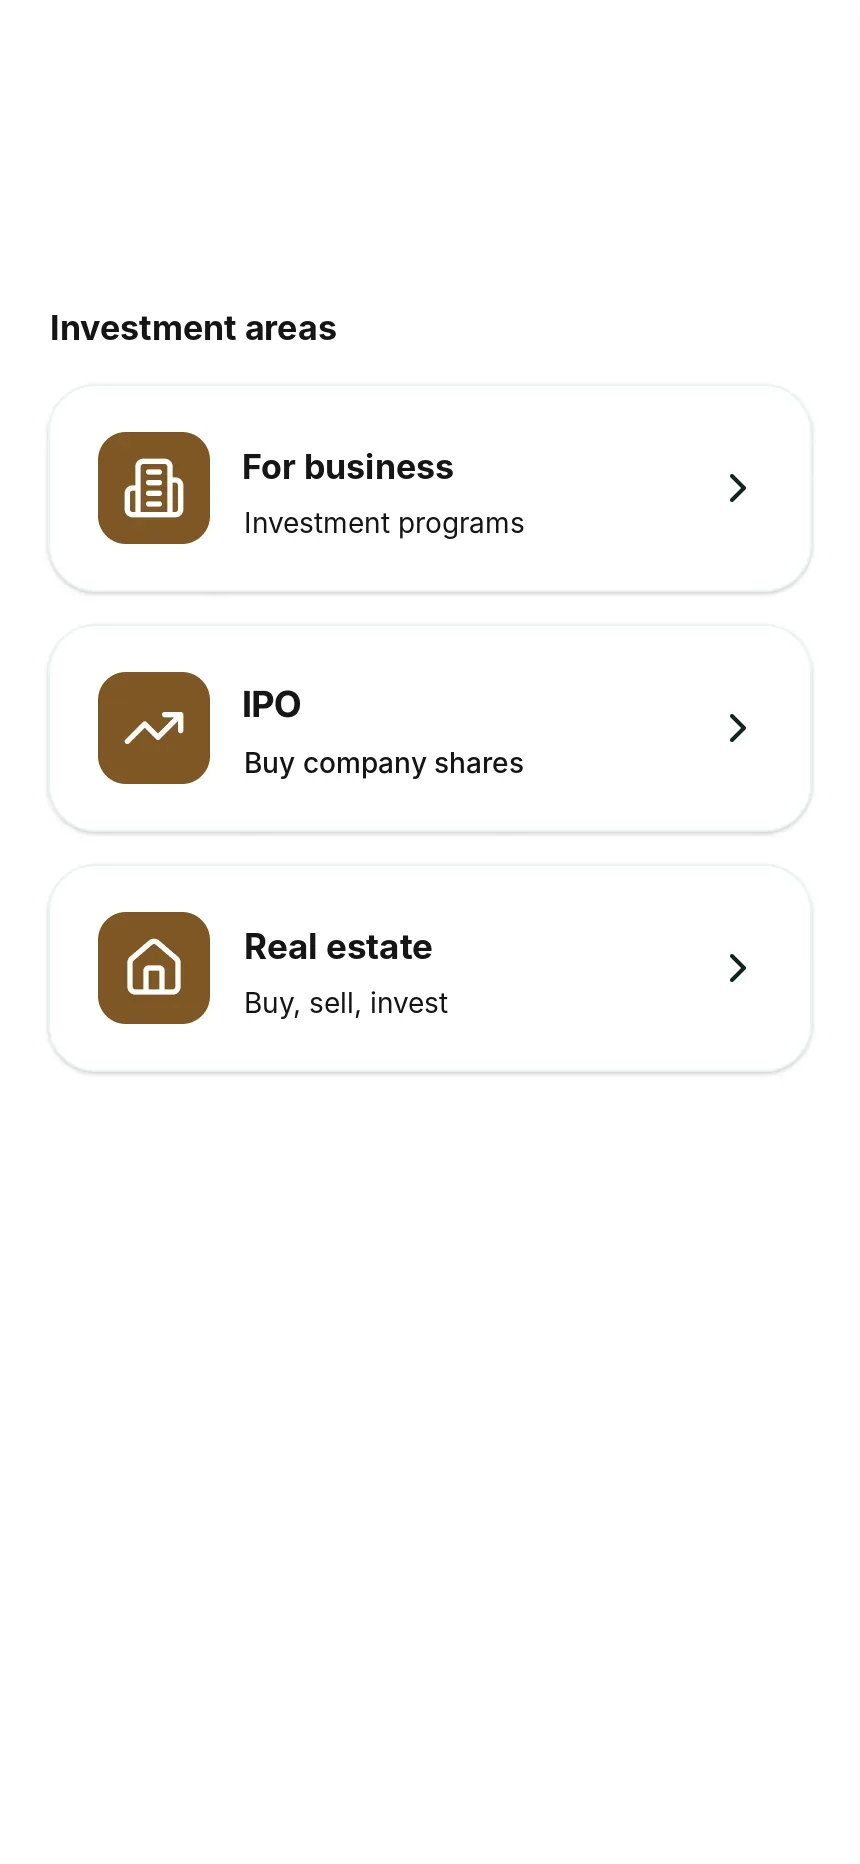 Investment areas
For business
Investment programs
IPO
Buy company shares
Real estate
Buy, sell, invest